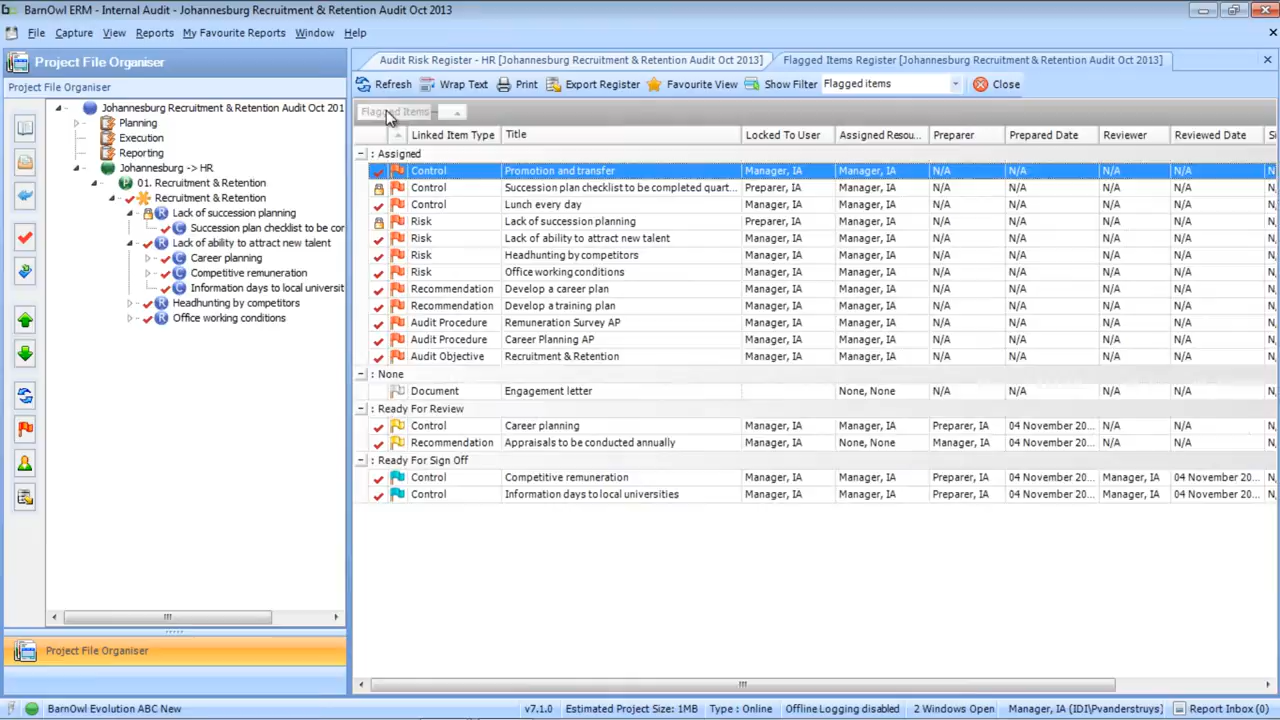 BarnOwl ERM - Internal Audit - Johannesburg Recruitment & Retention Audit Oct 2013
File Capture View Reports My Favourite Reports Window Help
Project File Organiser
Project File Organiser
Johannesburg Recruitment & Retention Audit Oct 201
Planning
Execution
Reporting
Johannesburg -> HR
01. Recruitment & Retention
Recruitment & Retention
Lack of succession planning
Succession plan checklist to be cor
Lack of ability to attract new talent
Career planning
Competitive remuneration
Information days to local universit
Headhunting by competitors
Office working conditions
Project File Organiser
Audit Risk Register - HR [Johannesburg Recruitment & Retention Audit Oct 2013] Flagged Items Register [Johannesburg Recruitment & Retention Audit Oct 2013]
Refresh Wrap Text Print Export Register Favourite View Show Filter Flagged items Close
Flagged Items
Linked Item Type Title Locked To User Assigned Resou... Preparer Prepared Date Reviewer Reviewed Date S
: Assigned
Control Promotion and transfer Manager, IA Manager, IA N/A N/A N/A N/A N,
Control Succession plan checklist to be completed quart... Preparer, IA Manager, IA N/A N/A N/A N/A N,
Control Lunch every day Manager, IA Manager, IA N/A N/A N/A N/A N,
Risk Lack of succession planning Preparer, IA Manager, IA N/A N/A N/A N/A N,
Risk Lack of ability to attract new talent Manager, IA Manager, IA N/A N/A N/A N/A N,
Risk Headhunting by competitors Manager, IA Manager, IA N/A N/A N/A N/A N,
Risk Office working conditions Manager, IA Manager, IA N/A N/A N/A N/A N,
Recommendation Develop a career plan Manager, IA Manager, IA N/A N/A N/A N/A N,
Recommendation Develop a training plan Manager, IA Manager, IA N/A N/A N/A N/A N,
Audit Procedure Remuneration Survey AP Manager, IA Manager, IA N/A N/A N/A N/A N,
Audit Procedure Career Planning AP Manager, IA Manager, IA N/A N/A N/A N/A N,
Audit Objective Recruitment & Retention Manager, IA Manager, IA N/A N/A N/A N/A N,
: None
Document Engagement letter None, None N/A N/A N/A N/A N,
: Ready For Review
Control Career planning Manager, IA Manager, IA Preparer, IA 04 November 20... N/A N/A N,
Recommendation Appraisals to be conducted annually Manager, IA None, None Manager, IA 04 November 20... N/A N/A N,
: Ready For Sign Off
Control Competitive remuneration Manager, IA Manager, IA Preparer, IA 04 November 20... Manager, IA 04 November 20... N,
Control Information days to local universities Manager, IA Manager, IA Preparer, IA 04 November 20... Manager, IA 04 November 20... N,
BarnOwl Evolution ABC New v7.1.0 Estimated Project Size: 1MB Type : Online Offline Logging disabled 2 Windows Open Manager, IA (IDI\Pvanderstruys) Report Inbox (0)